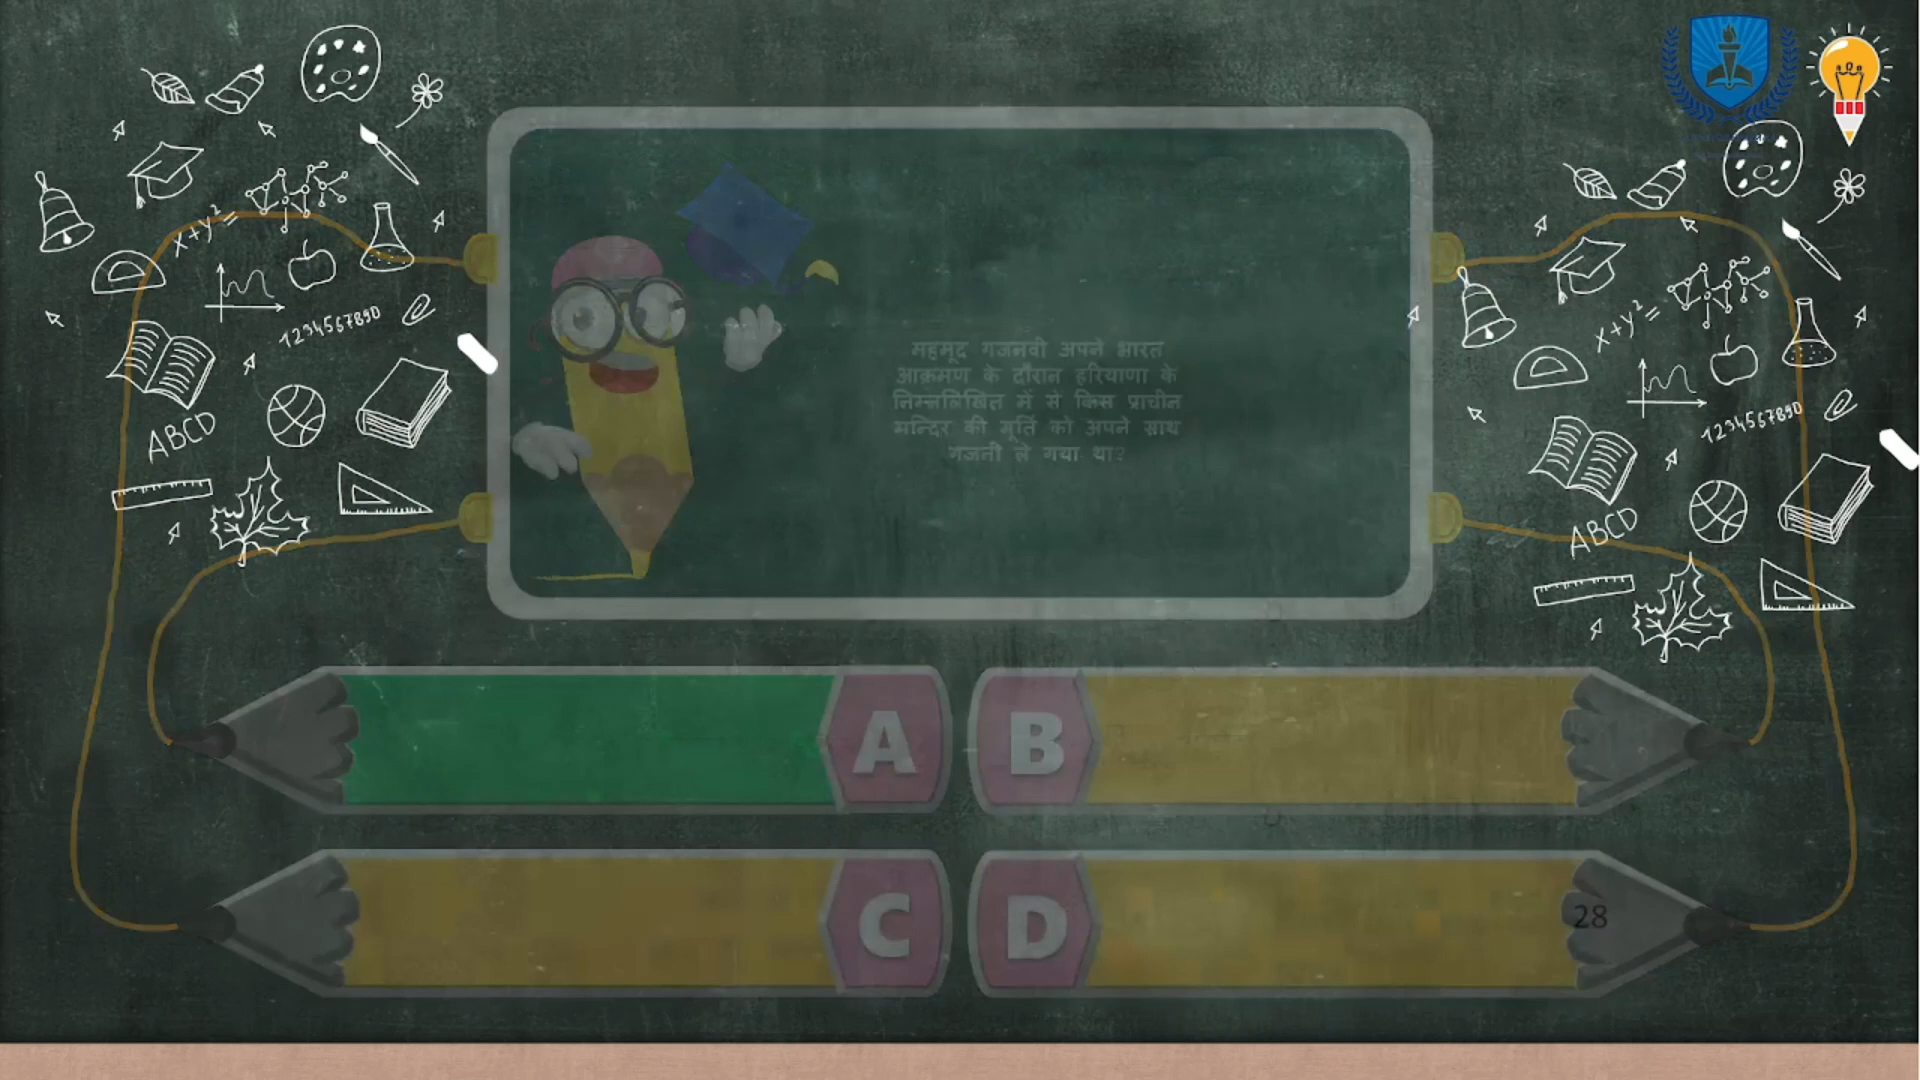 x+y²=
1234567890
ABCD
x+y²=
1234567890
ABCD
महमूद गजनवी अपने भारत
आक्रमण के दौरान हरियाणा के
निम्नलिखित में से किस प्राचीन
मन्दिर की मूर्ति को अपने साथ
गजनी ले गया था?
A
B
C
D
28